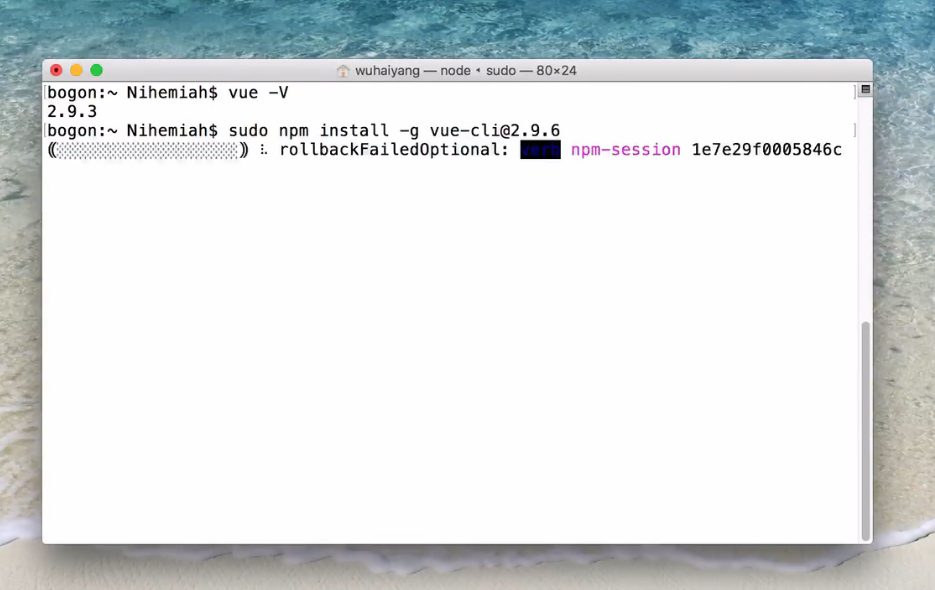 wuhaiyang — node ◂ sudo — 80×24
bogon:~ Nihemiah$ vue -V
2.9.3
bogon:~ Nihemiah$ sudo npm install -g vue-cli@2.9.6
rollbackFailedOptional: verb npm-session 1e7e29f0005846c